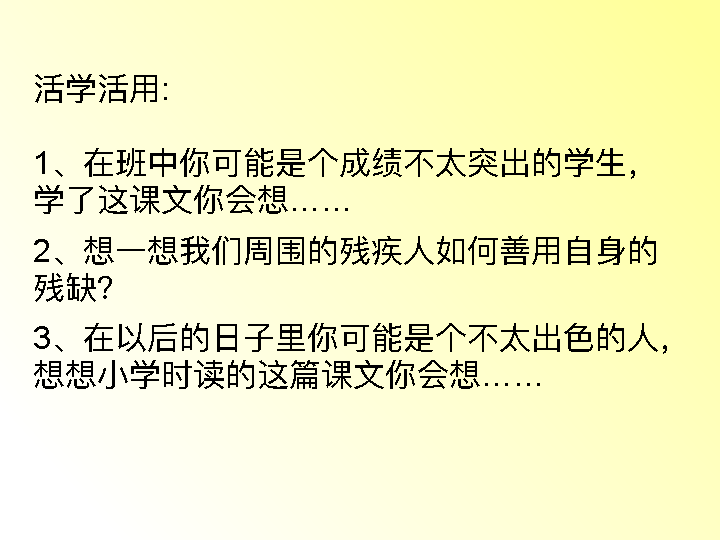 活学活用:
1、在班中你可能是个成绩不太突出的学生，
学了这课文你会想……
2、想一想我们周围的残疾人如何善用自身的
残缺?
3、在以后的日子里你可能是个不太出色的人，
想想小学时读的这篇课文你会想……